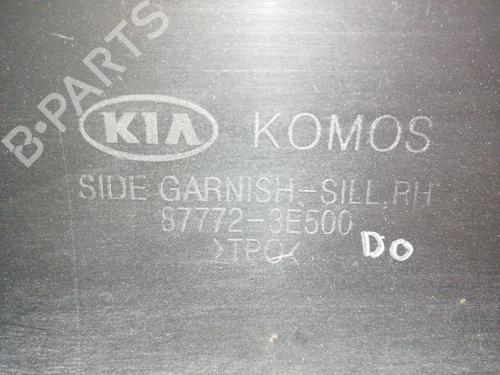 B-PARTS
KIA KOMOS
SIDE GARNISH-SILL,RH
87772-3E500
>TPO<
DO